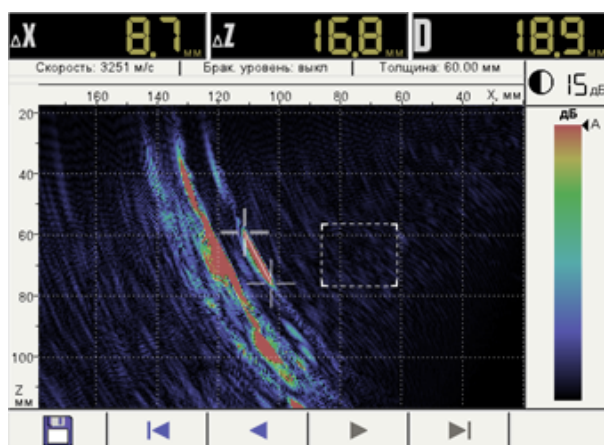 ΔX 8.7 мм ΔZ 16.8 мм D 18.9 мм
Скорость: 3251 м/с Брак. уровень: выкл Толщина: 60.00 мм
15 дБ
160 140 120 100 80 60 40 X, мм
дБ
A
20
40
60
80
100
Z
мм